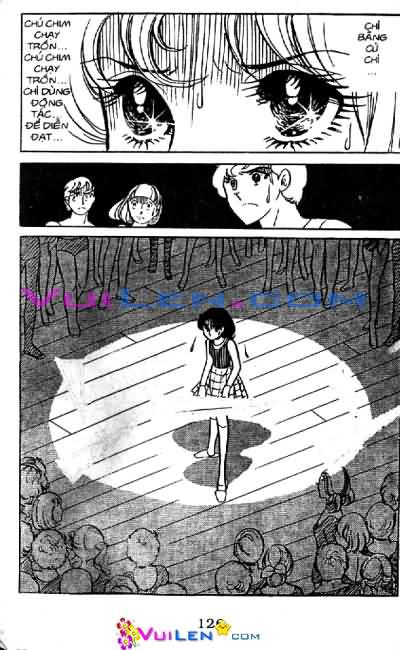 CHÚ CHIM
CHẠY
TRỐN...
CHÚ CHIM
CHẠY
TRỐN...
CHỈ DÙNG
ĐỘNG
TÁC...
ĐỂ DIỄN
ĐẠT...
CHỈ
BẰNG
CỬ
CHỈ
...
VUILEN.COM
126
VUILEN.COM